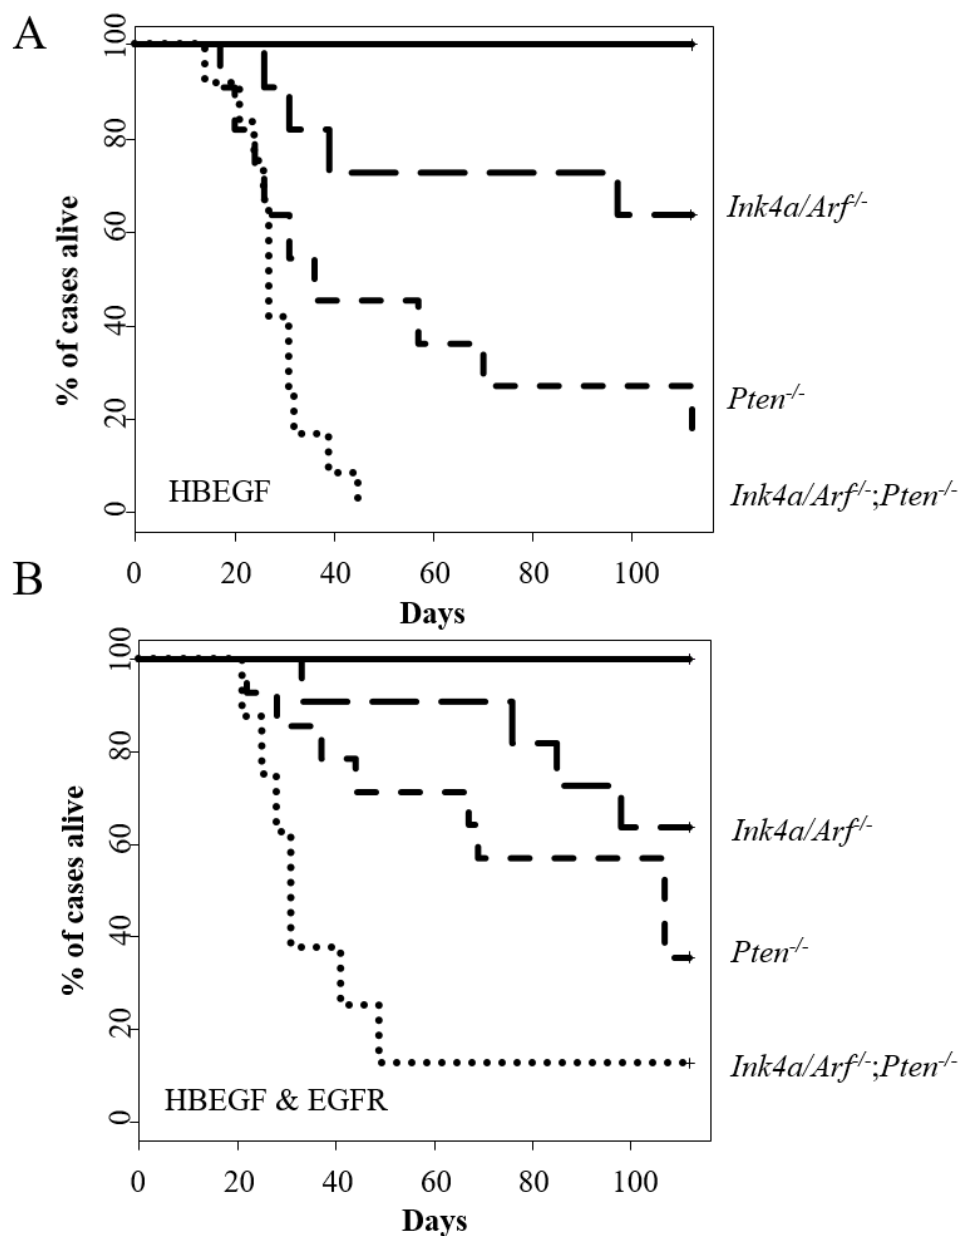 A
100
80
60
40
20
0
% of cases alive
Ink4a/Arf-/-
Pten-/-
Ink4a/Arf-/-;Pten-/-
HBEGF
0 20 40 60 80 100
Days
B
100
80
60
40
20
0
% of cases alive
Ink4a/Arf-/-
Pten-/-
Ink4a/Arf-/-;Pten-/-
HBEGF & EGFR
0 20 40 60 80 100
Days